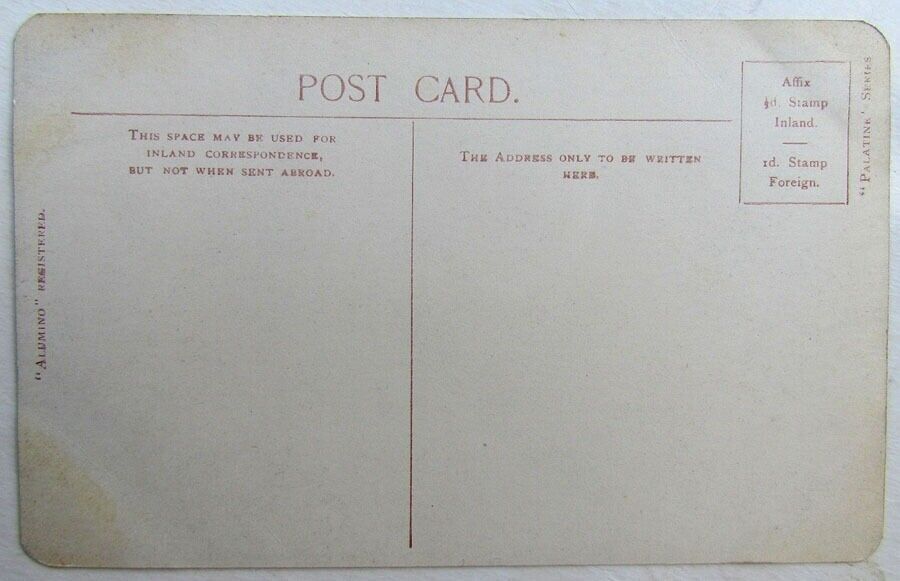 POST CARD.
THIS SPACE MAY BE USED FOR
INLAND CORRESPONDENCE,
BUT NOT WHEN SENT ABROAD.
THE ADDRESS ONLY TO BE WRITTEN
HERE.
Affix
½d. Stamp
Inland.
1d. Stamp
Foreign.
"PALATINE" SERIES
"ALUMINO" REGISTERED.